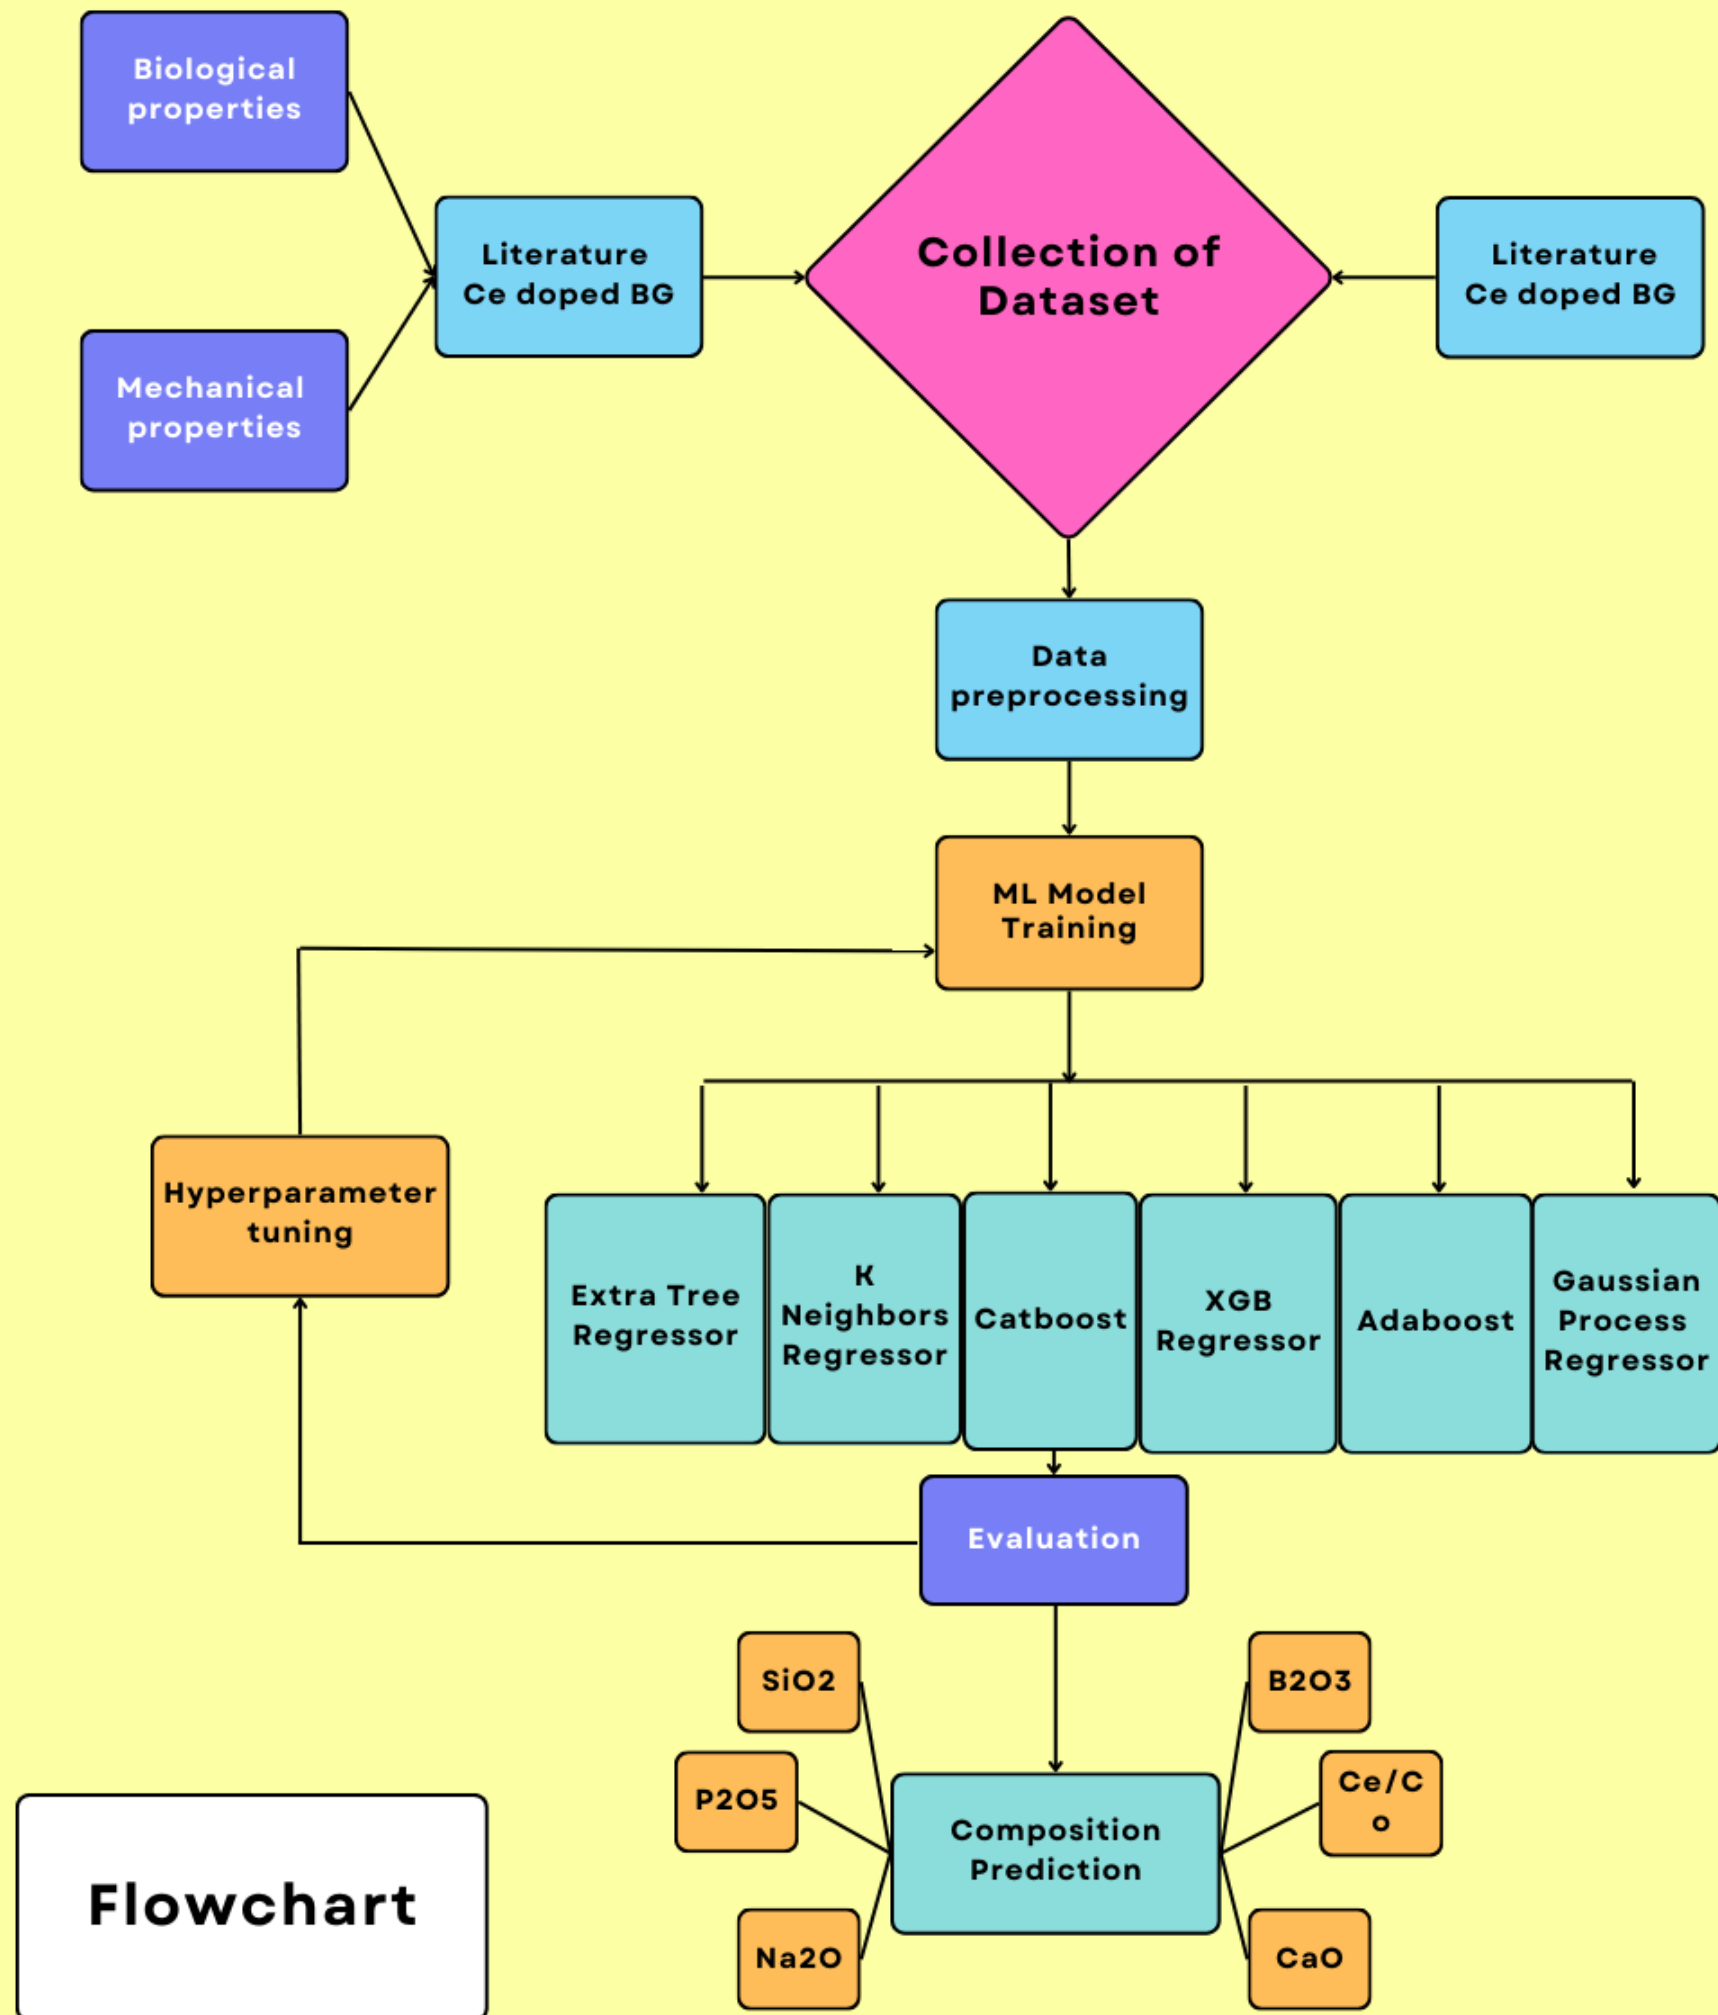 Biological
properties
Mechanical
properties
Literature
Ce doped BG
Collection of
Dataset
Literature
Ce doped BG
Data
preprocessing
ML Model
Training
Hyperparameter
tuning
Extra Tree
Regressor
K
Neighbors
Regressor
Catboost
XGB
Regressor
Adaboost
Gaussian
Process
Regressor
Evaluation
SiO2
P2O5
Na2O
Composition
Prediction
B2O3
Ce/C
o
CaO
Flowchart